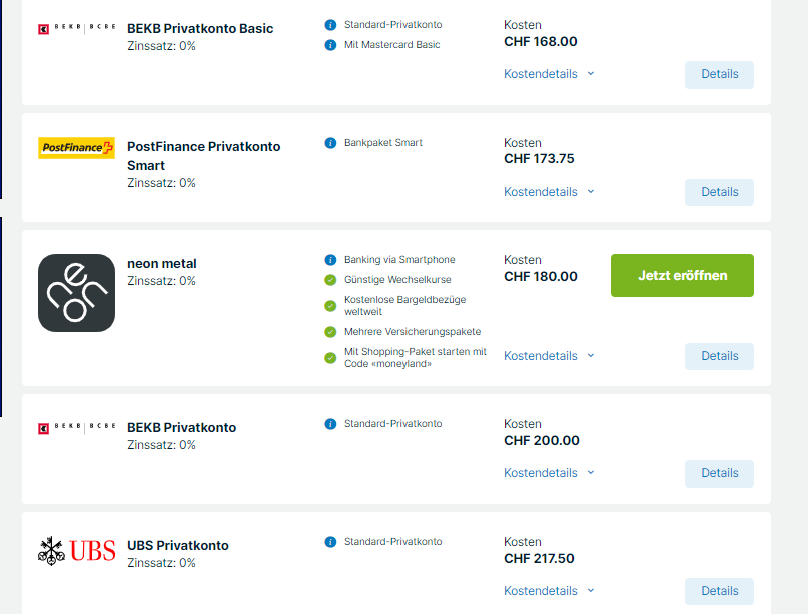 BEKB | BCBE
BEKB Privatkonto Basic
Zinssatz: 0%
Standard-Privatkonto
Mit Mastercard Basic
Kosten
CHF 168.00
Kostendetails
Details
PostFinance
PostFinance Privatkonto
Smart
Zinssatz: 0%
Bankpaket Smart
Kosten
CHF 173.75
Kostendetails
Details
neon
neon metal
Zinssatz: 0%
Banking via Smartphone
Günstige Wechselkurse
Kostenlose Bargeldbezüge
weltweit
Mehrere Versicherungspakete
Mit Shopping-Paket starten mit
Code «moneyland»
Kosten
CHF 180.00
Jetzt eröffnen
Kostendetails
Details
BEKB | BCBE
BEKB Privatkonto
Zinssatz: 0%
Standard-Privatkonto
Kosten
CHF 200.00
Kostendetails
Details
UBS
UBS Privatkonto
Zinssatz: 0%
Standard-Privatkonto
Kosten
CHF 217.50
Kostendetails
Details